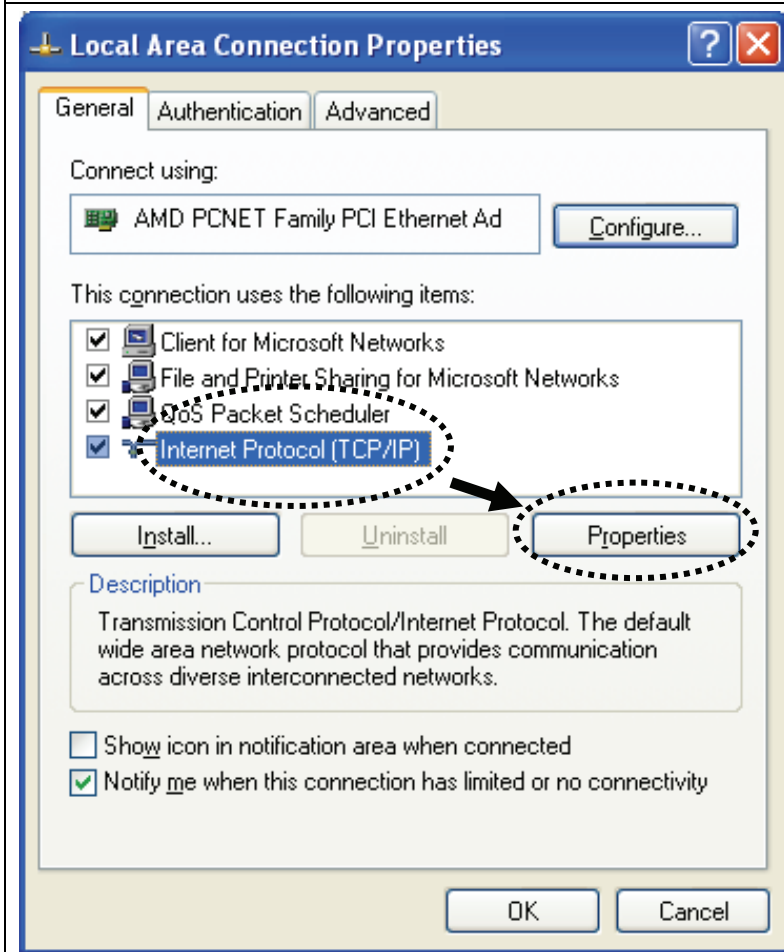 Local Area Connection Properties
General Authentication Advanced
Connect using:
AMD PCNET Family PCI Ethernet Ad
Configure...
This connection uses the following items:
Client for Microsoft Networks
File and Printer Sharing for Microsoft Networks
QoS Packet Scheduler
Internet Protocol (TCP/IP)
Install... Uninstall Properties
Description
Transmission Control Protocol/Internet Protocol. The default
wide area network protocol that provides communication
across diverse interconnected networks.
Show icon in notification area when connected
Notify me when this connection has limited or no connectivity
OK Cancel